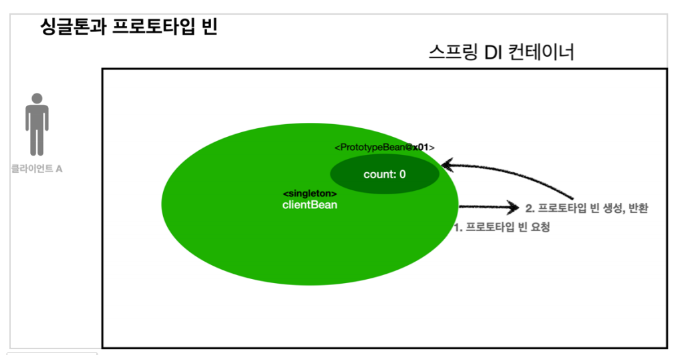 싱글톤과 프로토타입 빈
스프링 DI 컨테이너
클라이언트 A
<PrototypeBean@x01>
count: 0
<singleton>
clientBean
2. 프로토타입 빈 생성, 반환
1. 프로토타입 빈 요청